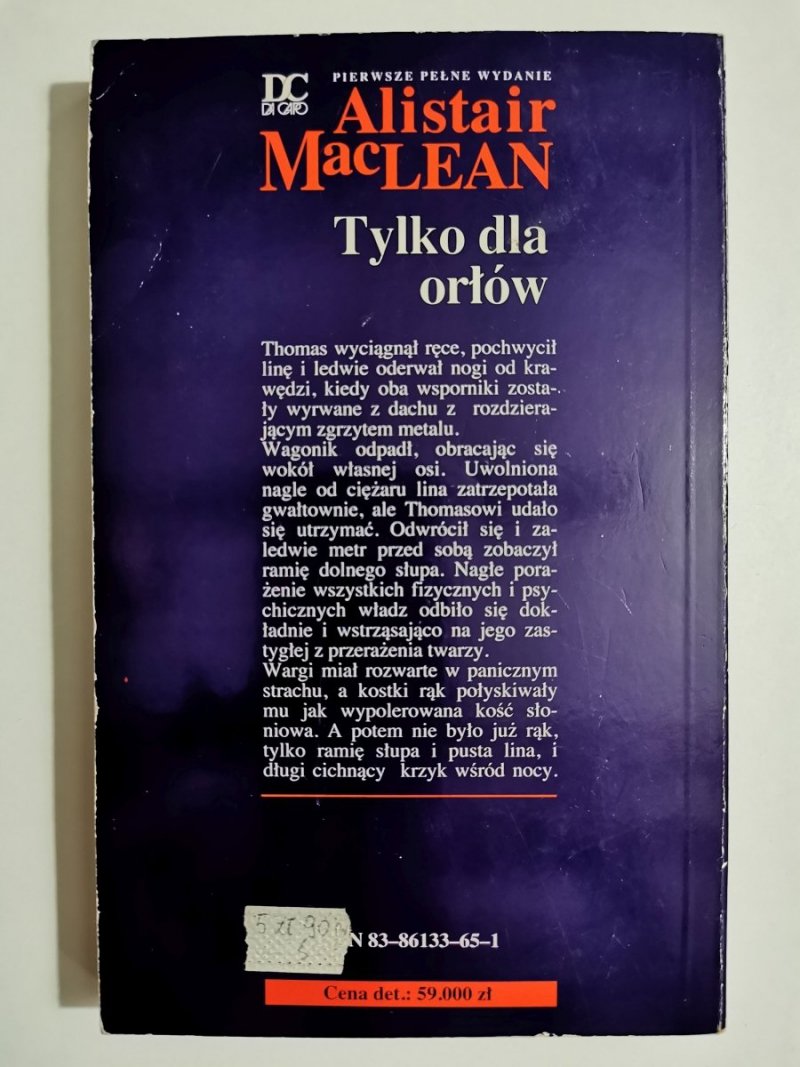 DC
DA CAPO
PIERWSZE PEŁNE WYDANIE
Alistair
MacLEAN
Tylko dla
orłów
Thomas wyciągnął ręce, pochwycił
linę i ledwie oderwał nogi od kra-
wędzi, kiedy oba wsporniki zosta-
ły wyrwane z dachu z rozdziera-
jącym zgrzytem metalu.
Wagonik odpadł, obracając się
wokół własnej osi. Uwolniona
nagle od ciężaru lina zatrzepotała
gwałtownie, ale Thomasowi udało
się utrzymać. Odwrócił się i za-
ledwie metr przed sobą zobaczył
ramię dolnego słupa. Nagłe pora-
żenie wszystkich fizycznych i psy-
chicznych władz odbiło się dok-
ładnie i wstrząsająco na jego zas-
tygłej z przerażenia twarzy.
Wargi miał rozwarte w panicznym
strachu, a kostki rąk połyskiwały
mu jak wypolerowana kość sło-
niowa. A potem nie było już rąk,
tylko ramię słupa i pusta lina, i
długi cichnący krzyk wśród nocy.
5 zł 90
N 83–86133–65–1
Cena det.: 59.000 zł